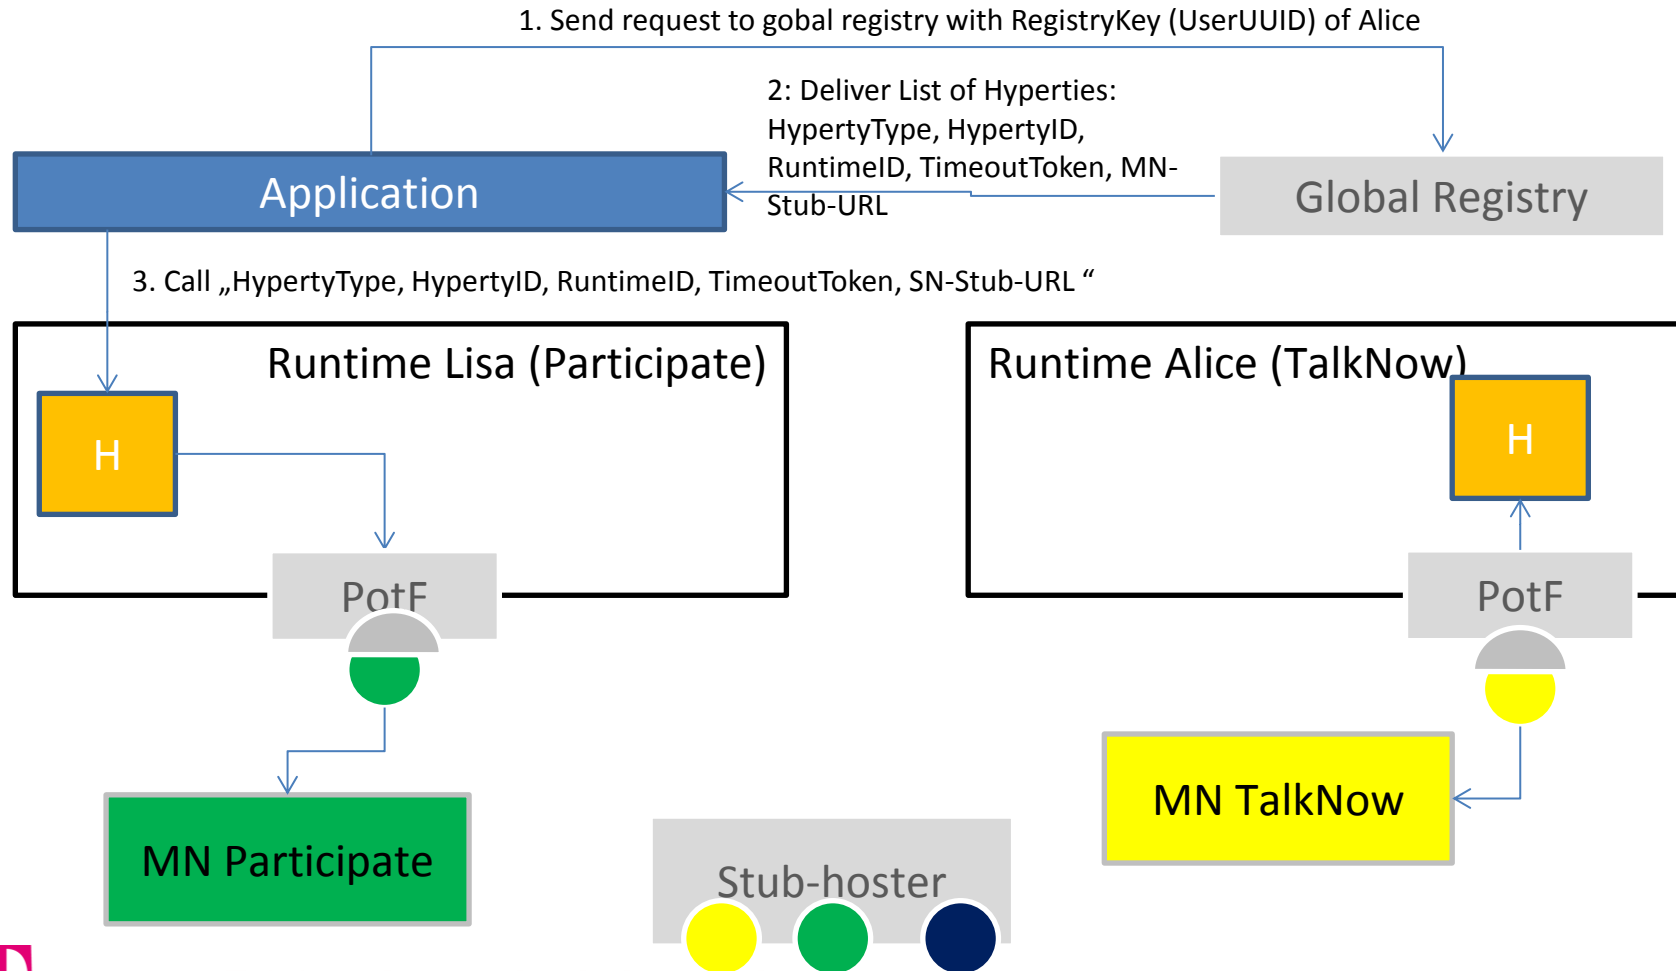 1. Send request to gobal registry with RegistryKey (UserUUID) of Alice
2: Deliver List of Hyperties:
HypertyType, HypertyID,
RuntimeID, TimeoutToken, MN-
Stub-URL
Application
Global Registry
3. Call „HypertyType, HypertyID, RuntimeID, TimeoutToken, SN-Stub-URL “
Runtime Lisa (Participate)
Runtime Alice (TalkNow)
H
H
PotF
PotF
MN TalkNow
MN Participate
Stub-hoster